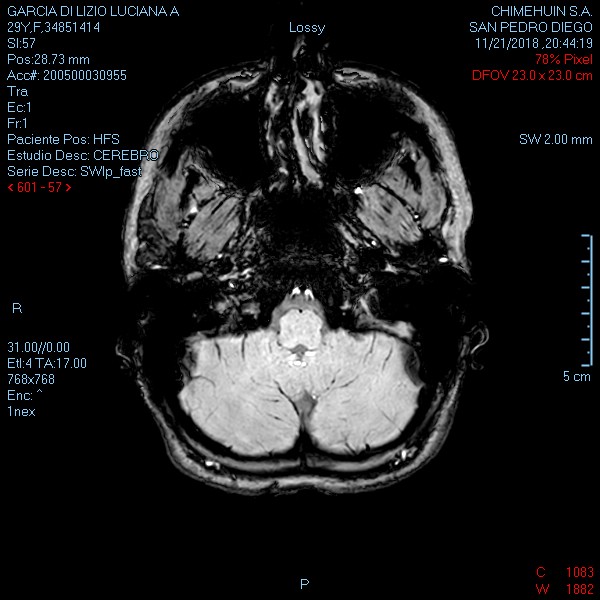 GARCIA DI LIZIO LUCIANA A
29Y,F,34851414
Sl:57
Pos:28.73 mm
Acc#: 200500030955
Tra
Ec:1
Fr:1
Paciente Pos: HFS
Estudio Desc: CEREBRO
Serie Desc: SWIp_fast
< 601 - 57 >
Lossy
CHIMEHUIN S.A.
SAN PEDRO DIEGO
11/21/2018 ,20:44:19
78% Pixel
DFOV 23.0 x 23.0 cm
SW 2.00 mm
R
31.00//0.00
Etl:4 TA:17.00
768x768
Enc: ^
1nex
5 cm
P
C 1083
W 1882